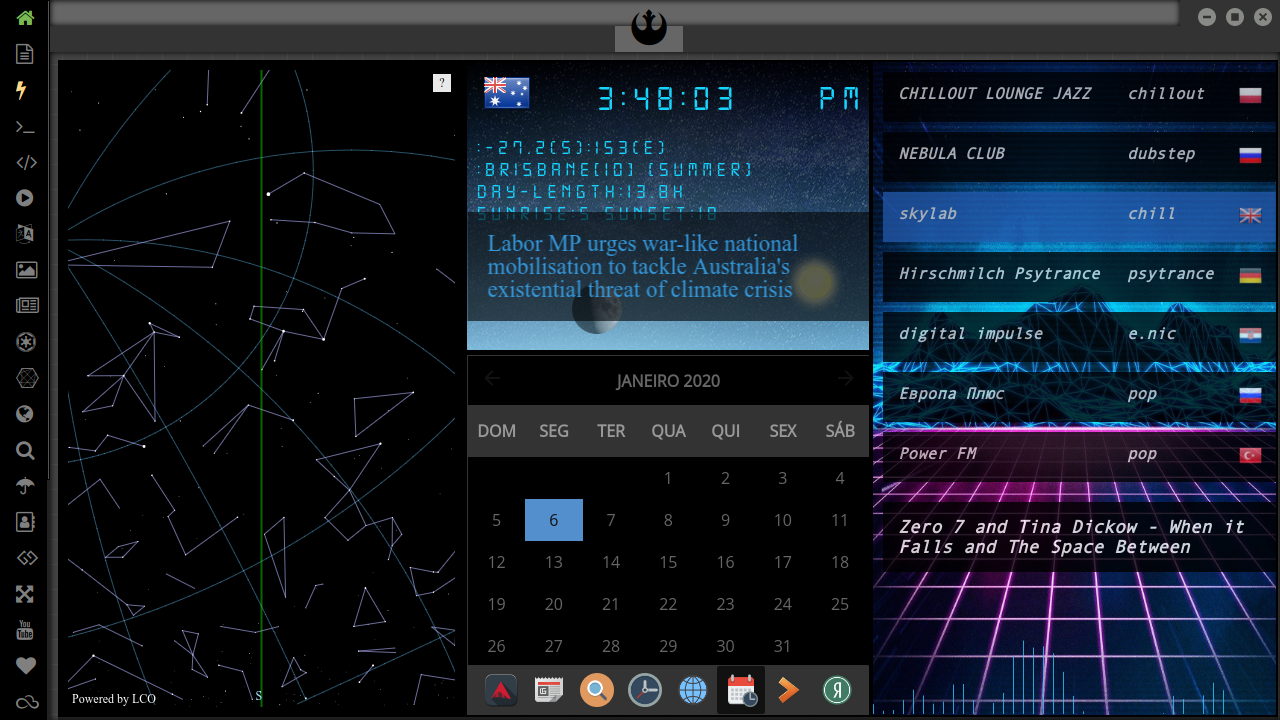 ?
3:48:03 PM
:-27.2(S):153(E)
:BRISBANE[10] (SUMMER)
DAY-LENGTH:13.8H
SUNRISE:5 SUNSET:18
Labor MP urges war-like national
mobilisation to tackle Australia's
existential threat of climate crisis
JANEIRO 2020
DOM SEG TER QUA QUI SEX SÁB
1 2 3 4
5 6 7 8 9 10 11
12 13 14 15 16 17 18
19 20 21 22 23 24 25
26 27 28 29 30 31
CHILLOUT LOUNGE JAZZ chillout
NEBULA CLUB dubstep
skylab chill
Hirschmilch Psytrance psytrance
digital impulse e.nic
Европа Плюс pop
Power FM pop
Zero 7 and Tina Dickow - When it
Falls and The Space Between
Powered by LCO
S
You
Tube
Я